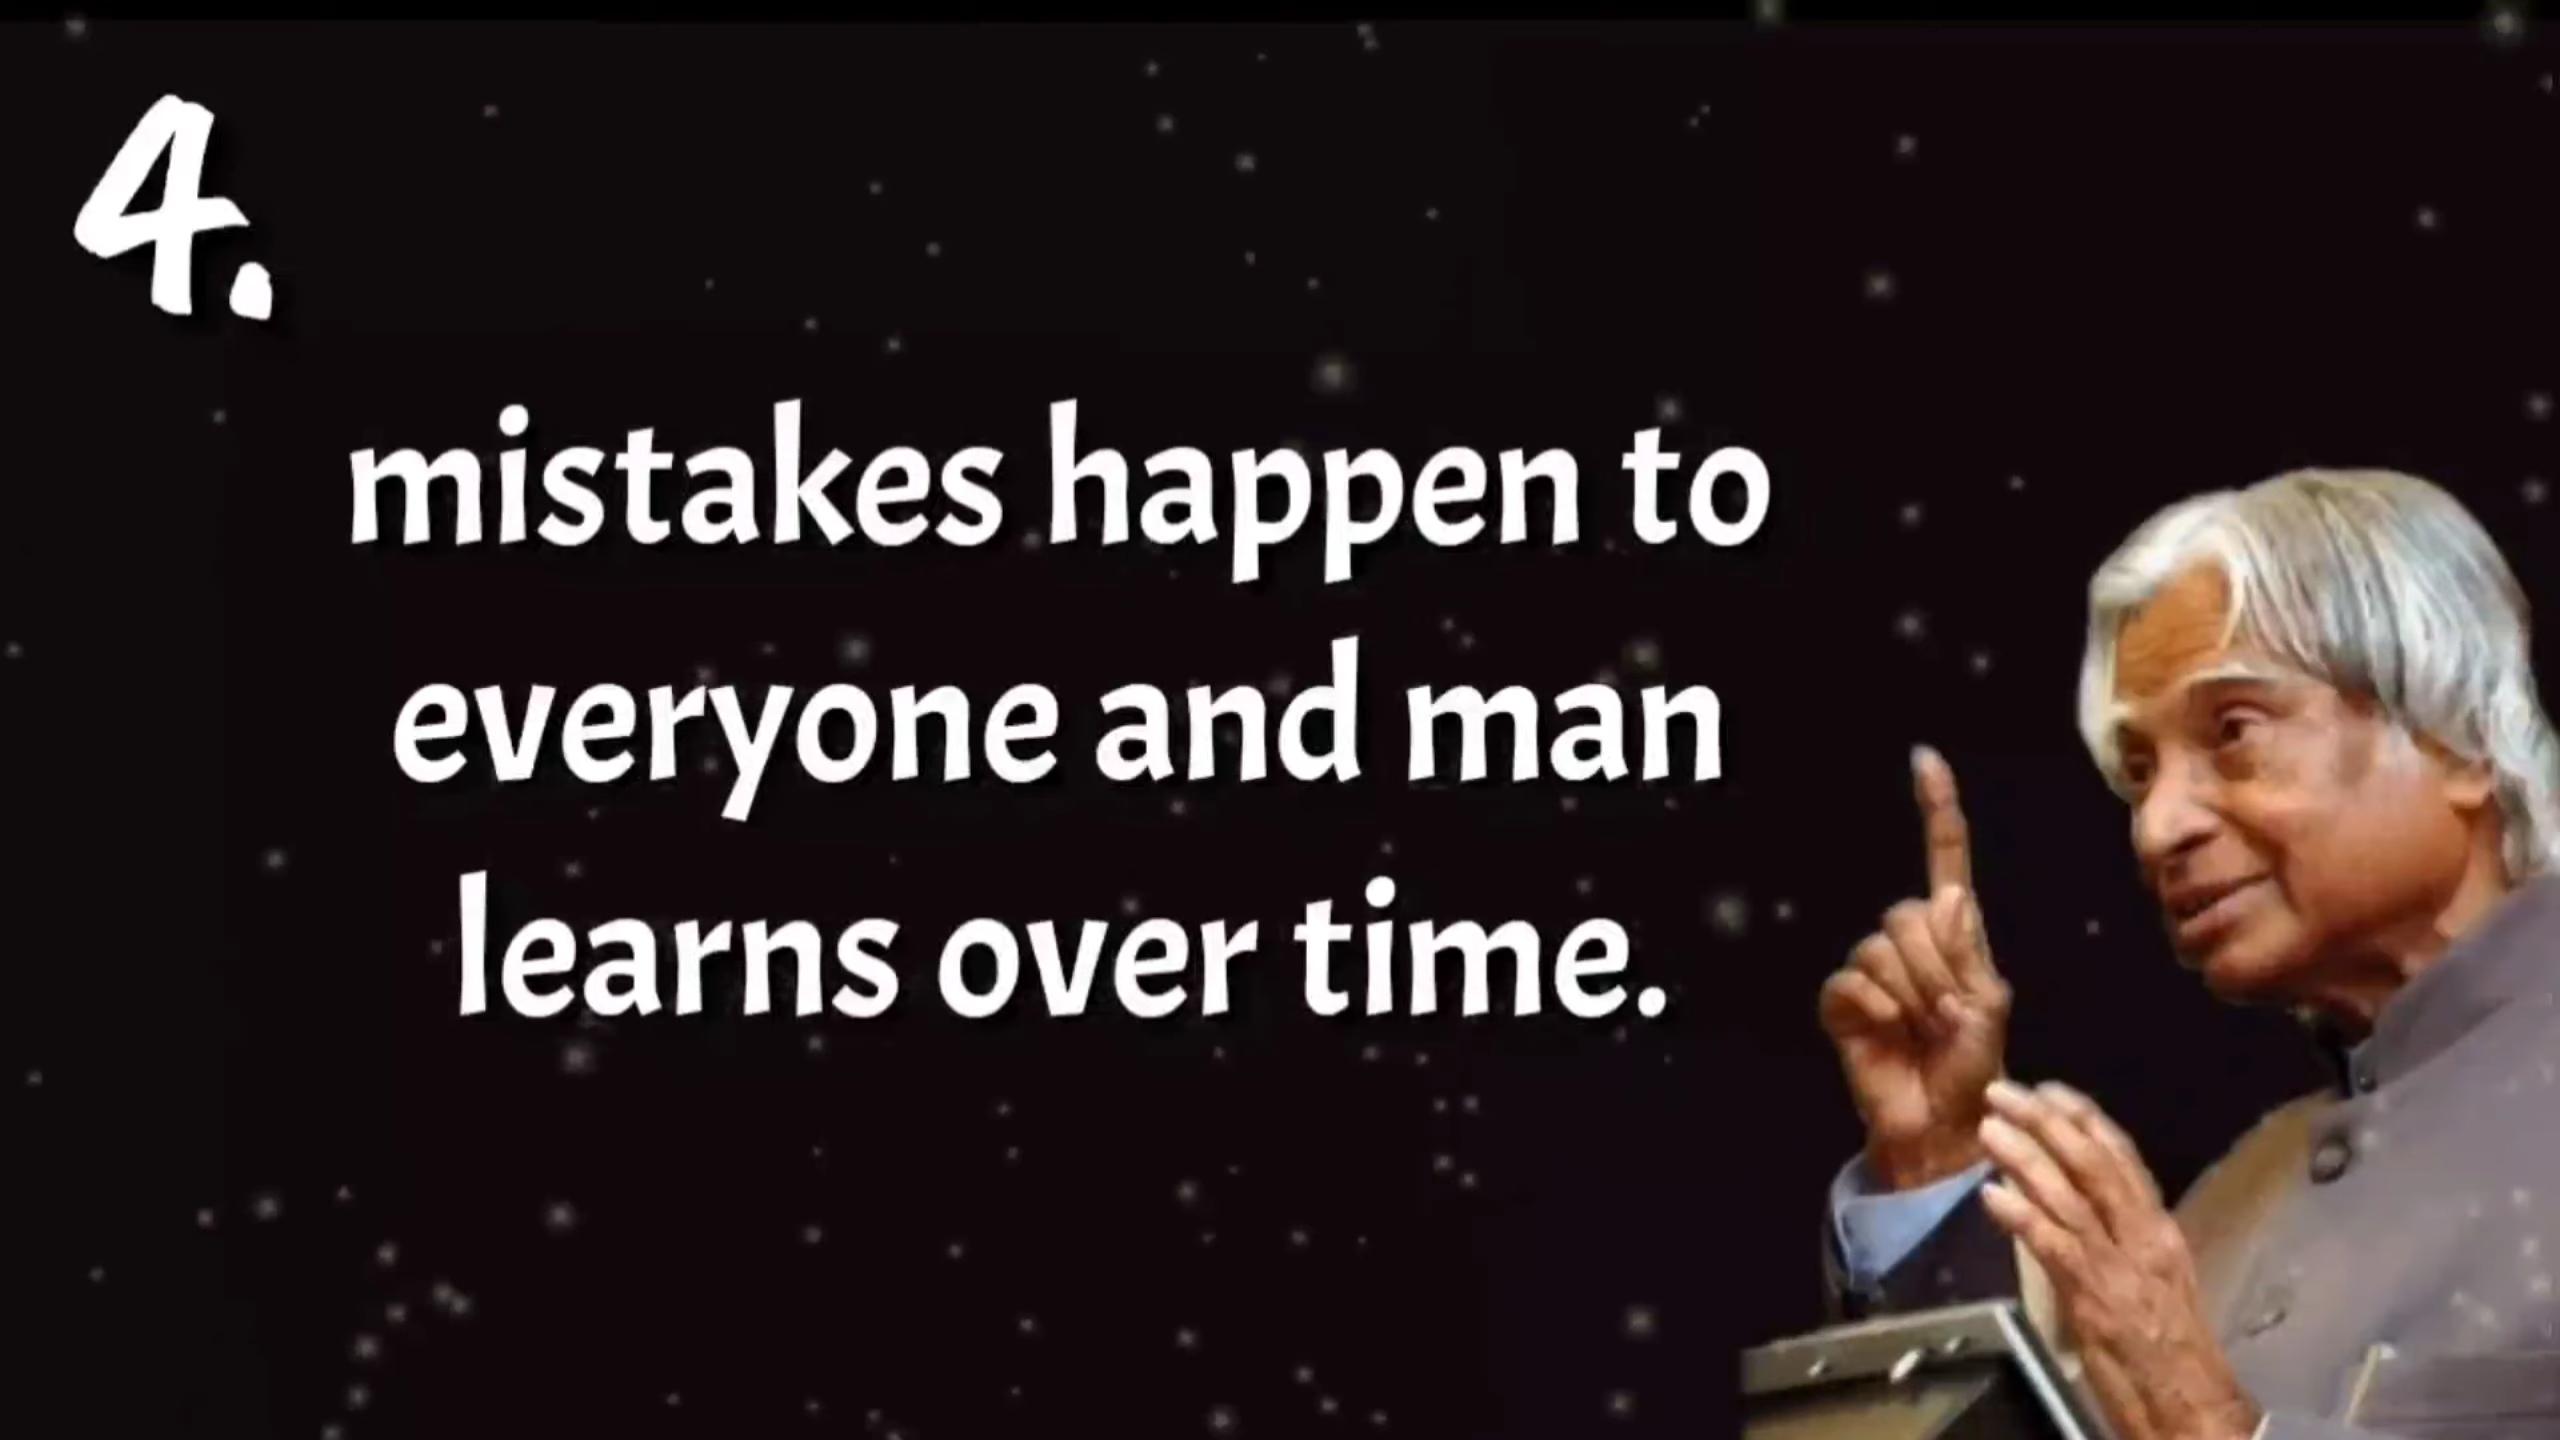 4.
mistakes happen to
everyone and man
learns over time.